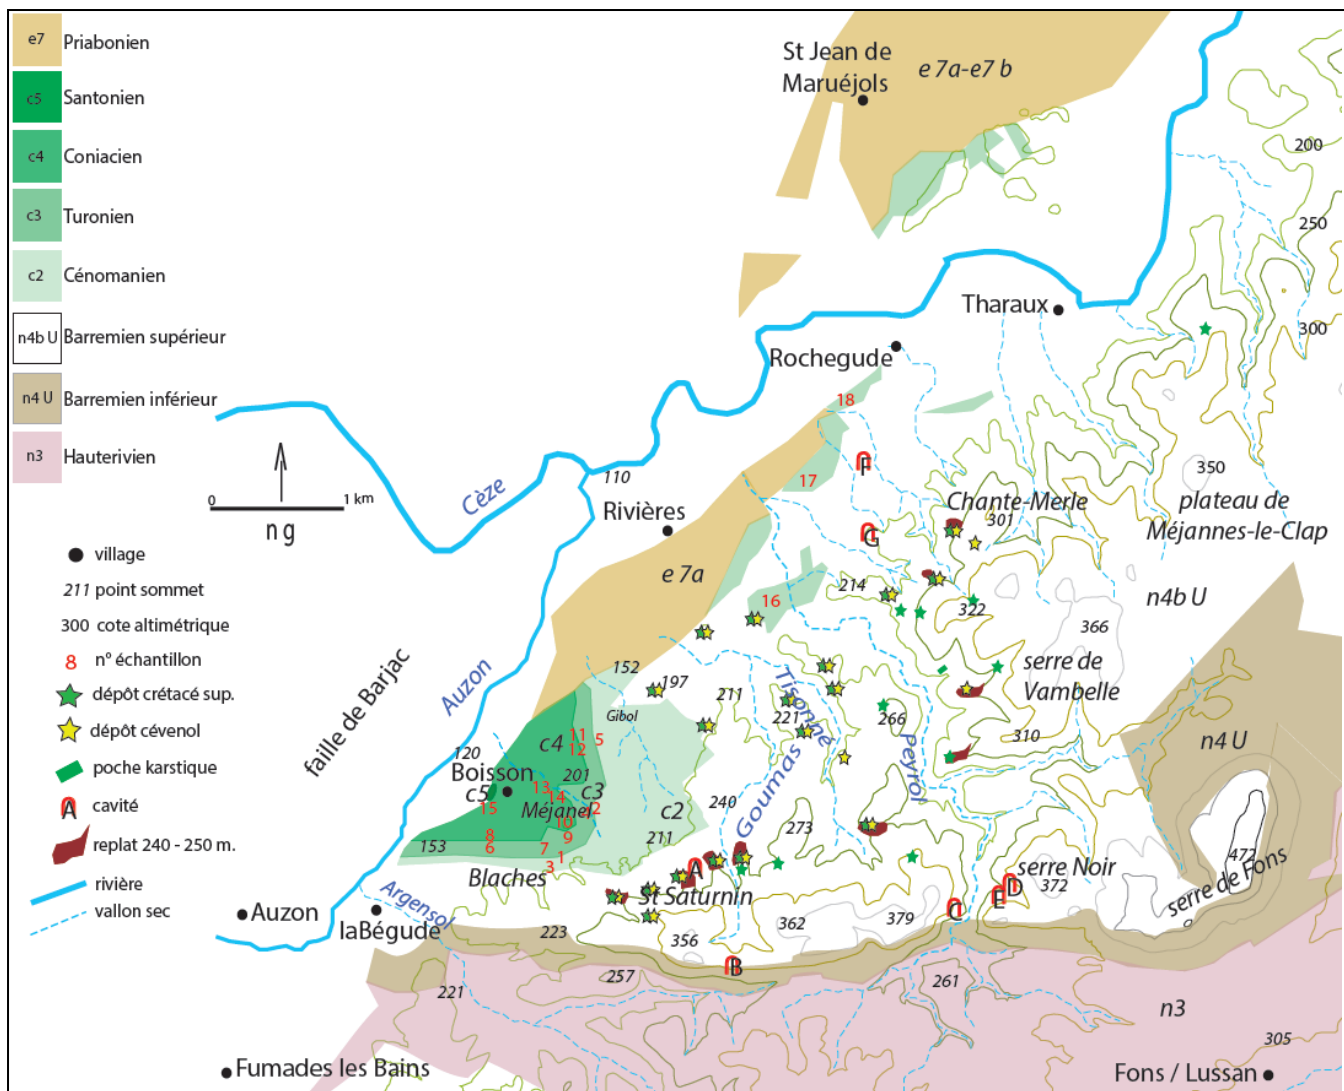 e7 Priabonien
c5 Santonien
c4 Coniacien
c3 Turonien
c2 Cénomanien
n4b U Barremien supérieur
n4 U Barremien inférieur
n3 Hauterivien
0 1 km
n g
village
211 point sommet
300 cote altimétrique
8 n° échantillon
dépôt crétacé sup.
dépôt cévenol
poche karstique
A cavité
replat 240 - 250 m.
rivière
vallon sec
St Jean de
Maruéjols
e 7a-e7 b
200
250
300
Tharaux
Rochegude
18
110
Cèze
Rivières
17
F
G
Chante-Merle
301
350
plateau de
Méjannes-le-Clap
e 7a
16
214
322
n4b U
366
faille de Barjac
Auzon
152
197
Gibol
211
221
Tisonné
266
Peyrol
serre de
Vambelle
310
n4 U
120
c4
11
12
5
Boisson
c5
201
13
14
c3
Méjanel
2
15
10
9
8
6
7
1
3
153
c2
211
240
Goumas
273
Blaches
A
St Saturnin
serre Noir
D
E
C
372
472
serre de Fons
Auzon
laBégude
Argensol
223
356
362
379
B
257
221
261
n3
305
Fumades les Bains
Fons / Lussan